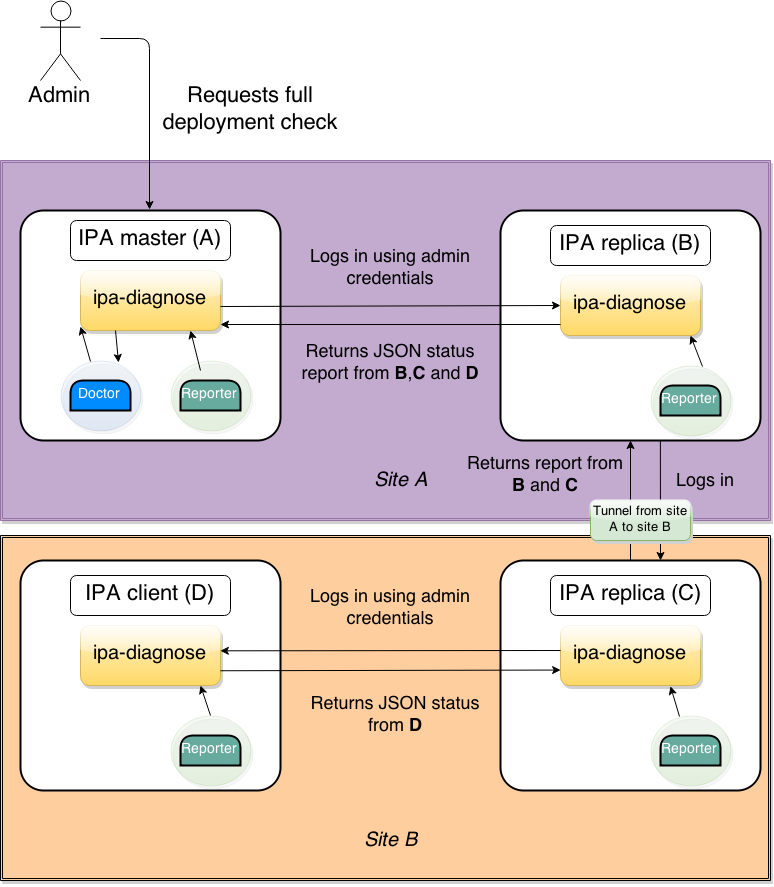 Admin
Requests full
deployment check
IPA master (A)
ipa-diagnose
Doctor
Reporter
Logs in using admin
credentials
Returns JSON status
report from B,C and D
IPA replica (B)
ipa-diagnose
Reporter
Site A
Returns report from
B and C
Logs in
Tunnel from site
A to site B
IPA client (D)
ipa-diagnose
Reporter
Logs in using admin
credentials
Returns JSON status
from D
IPA replica (C)
ipa-diagnose
Reporter
Site B